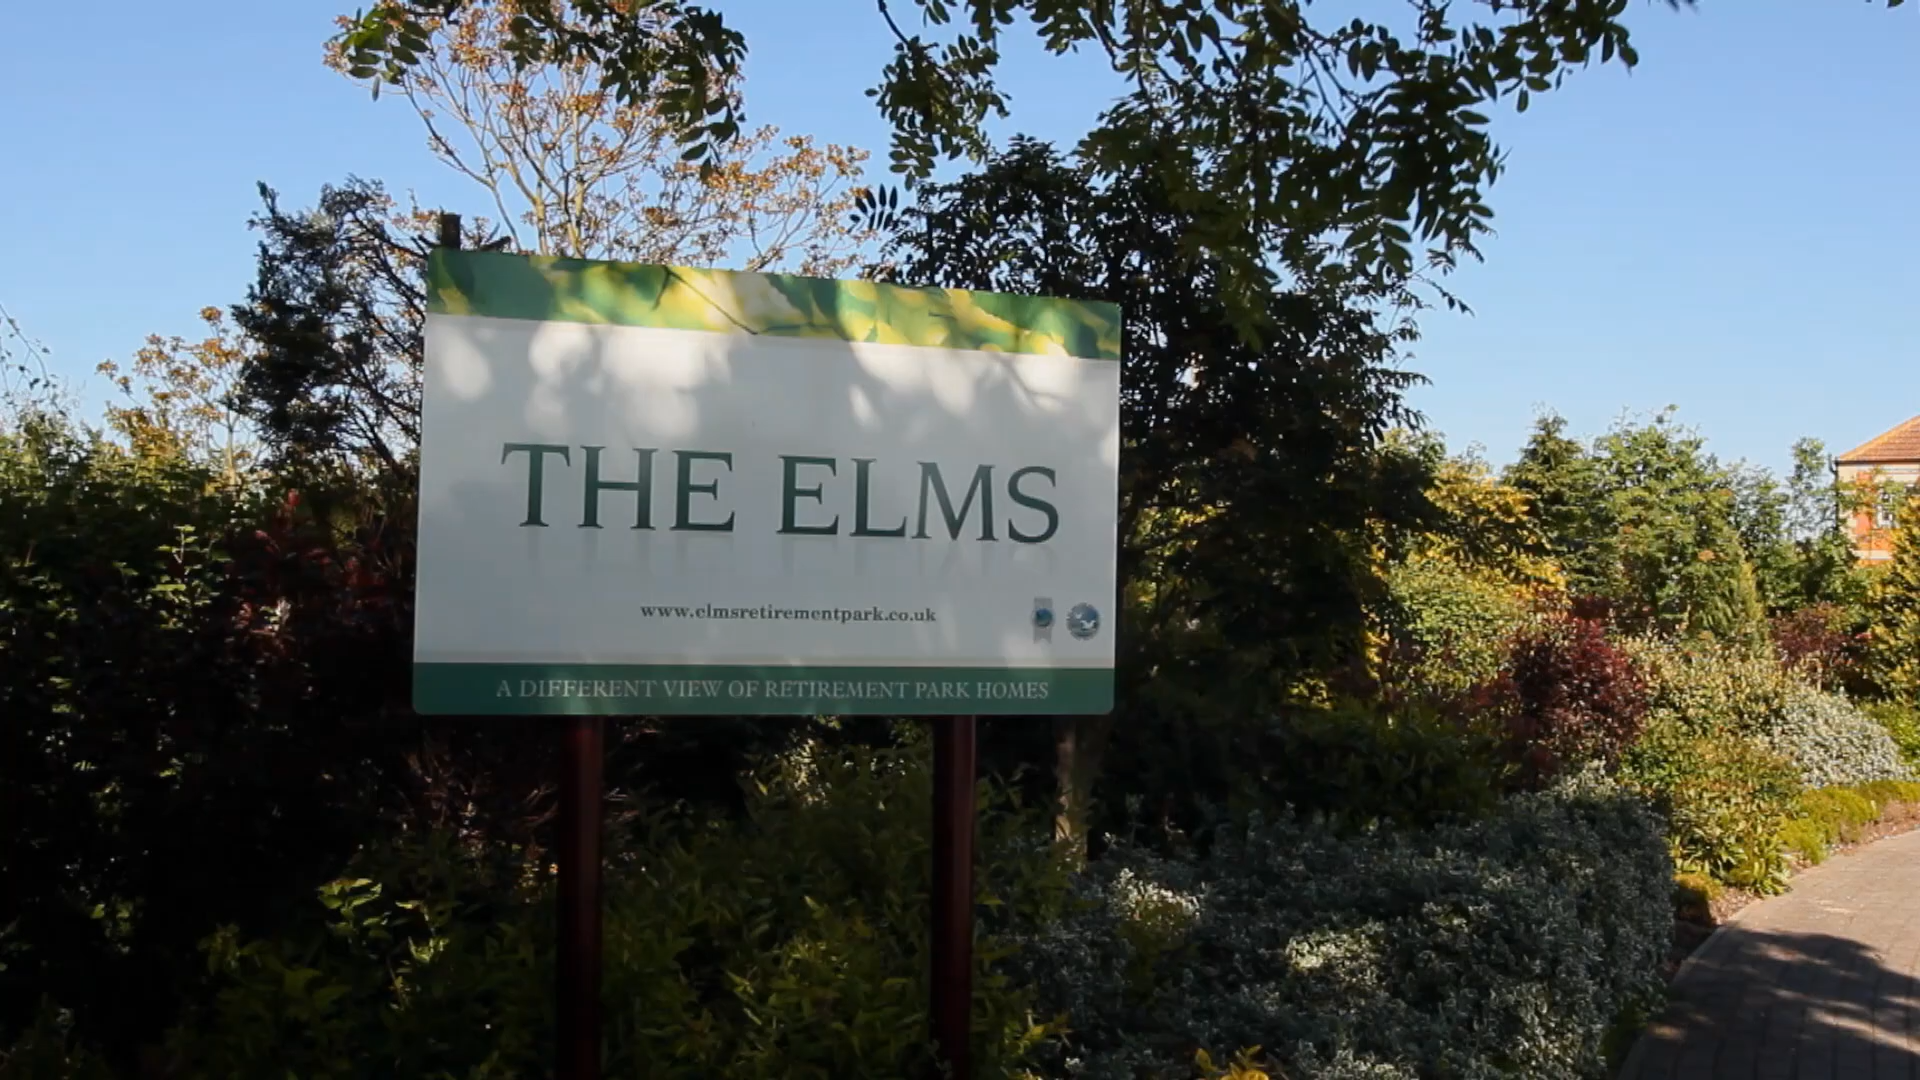 THE ELMS
www.elmsretirementpark.co.uk
A DIFFERENT VIEW OF RETIREMENT PARK HOMES